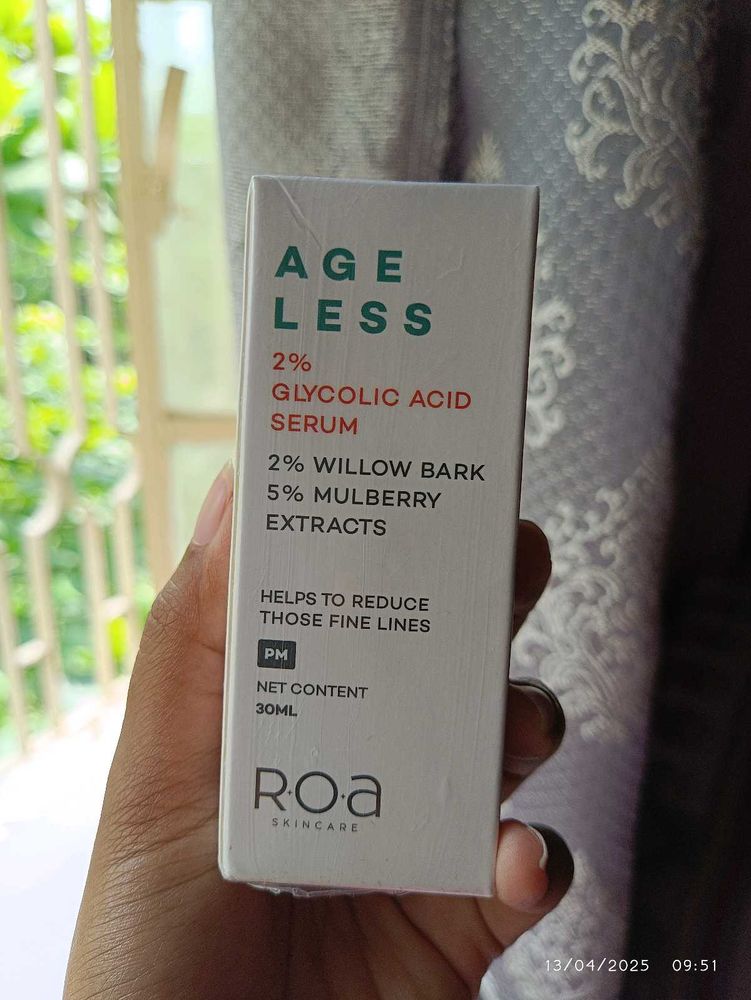 AGE
LESS
2%
GLYCOLIC ACID
SERUM
2% WILLOW BARK
5% MULBERRY
EXTRACTS
HELPS TO REDUCE
THOSE FINE LINES
PM
NET CONTENT
30ML
R.O.a
SKINCARE
13/04/2025 09:51